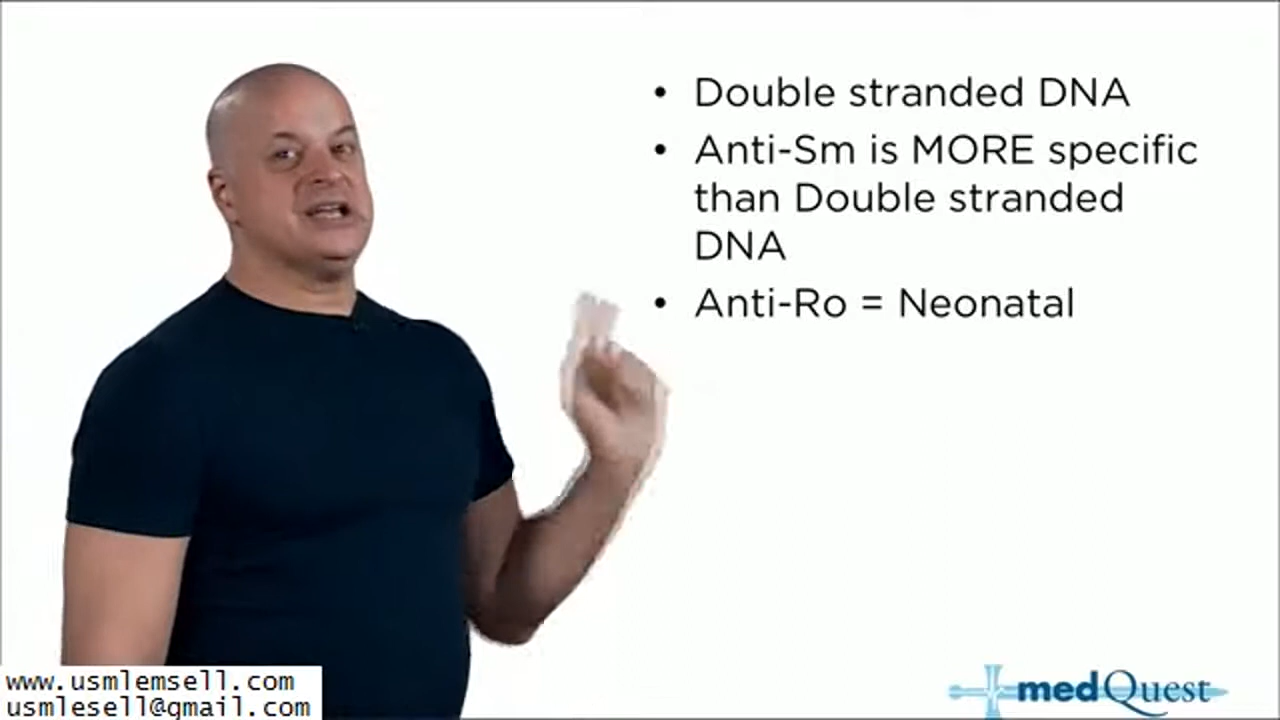 • Double stranded DNA
• Anti-Sm is MORE specific
than Double stranded
DNA
• Anti-Ro = Neonatal
www.usmlemsell.com
usmlesell@gmail.com
medQuest